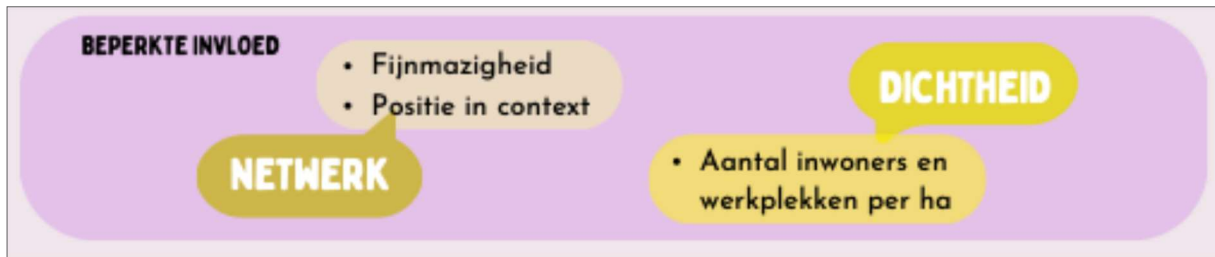 BEPERKTE INVLOED
• Fijnmazigheid
• Positie in context
NETWERK
DICHTHEID
• Aantal inwoners en
werkplekken per ha